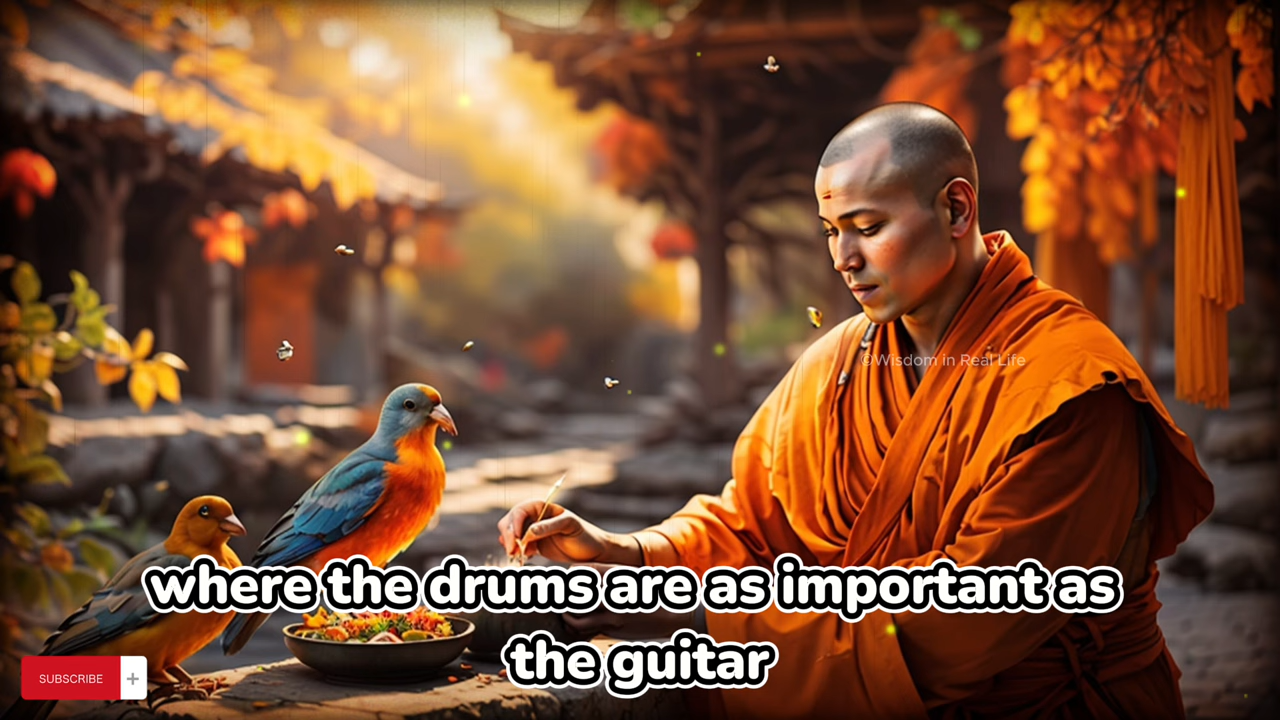 ©Wisdom in Real Life
where the drums are as important as
the guitar
SUBSCRIBE +